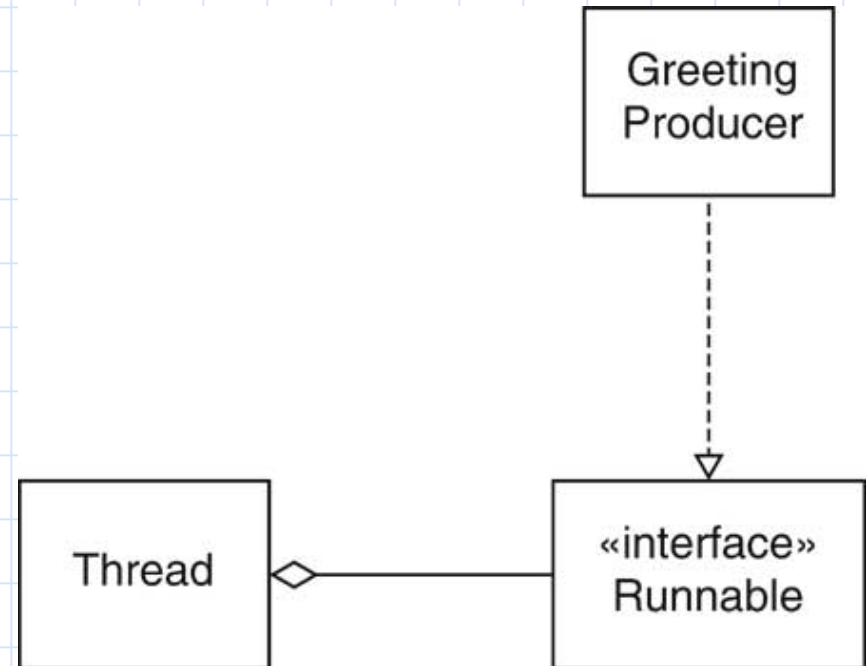 Greeting
Producer
Thread
«interface»
Runnable